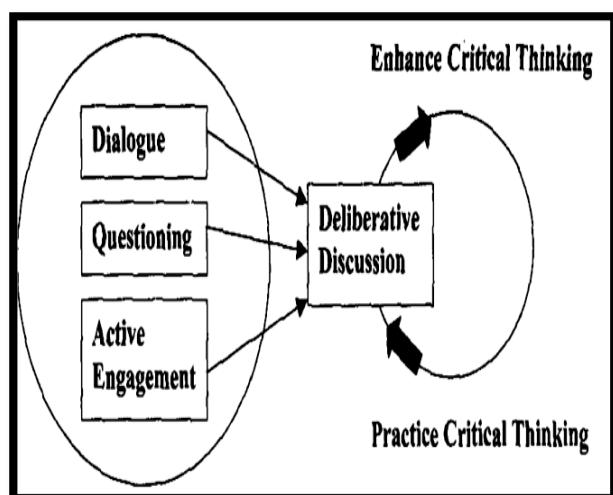 Enhance Critical Thinking
Dialogue
Questioning
Active
Engagement
Deliberative
Discussion
Practice Critical Thinking